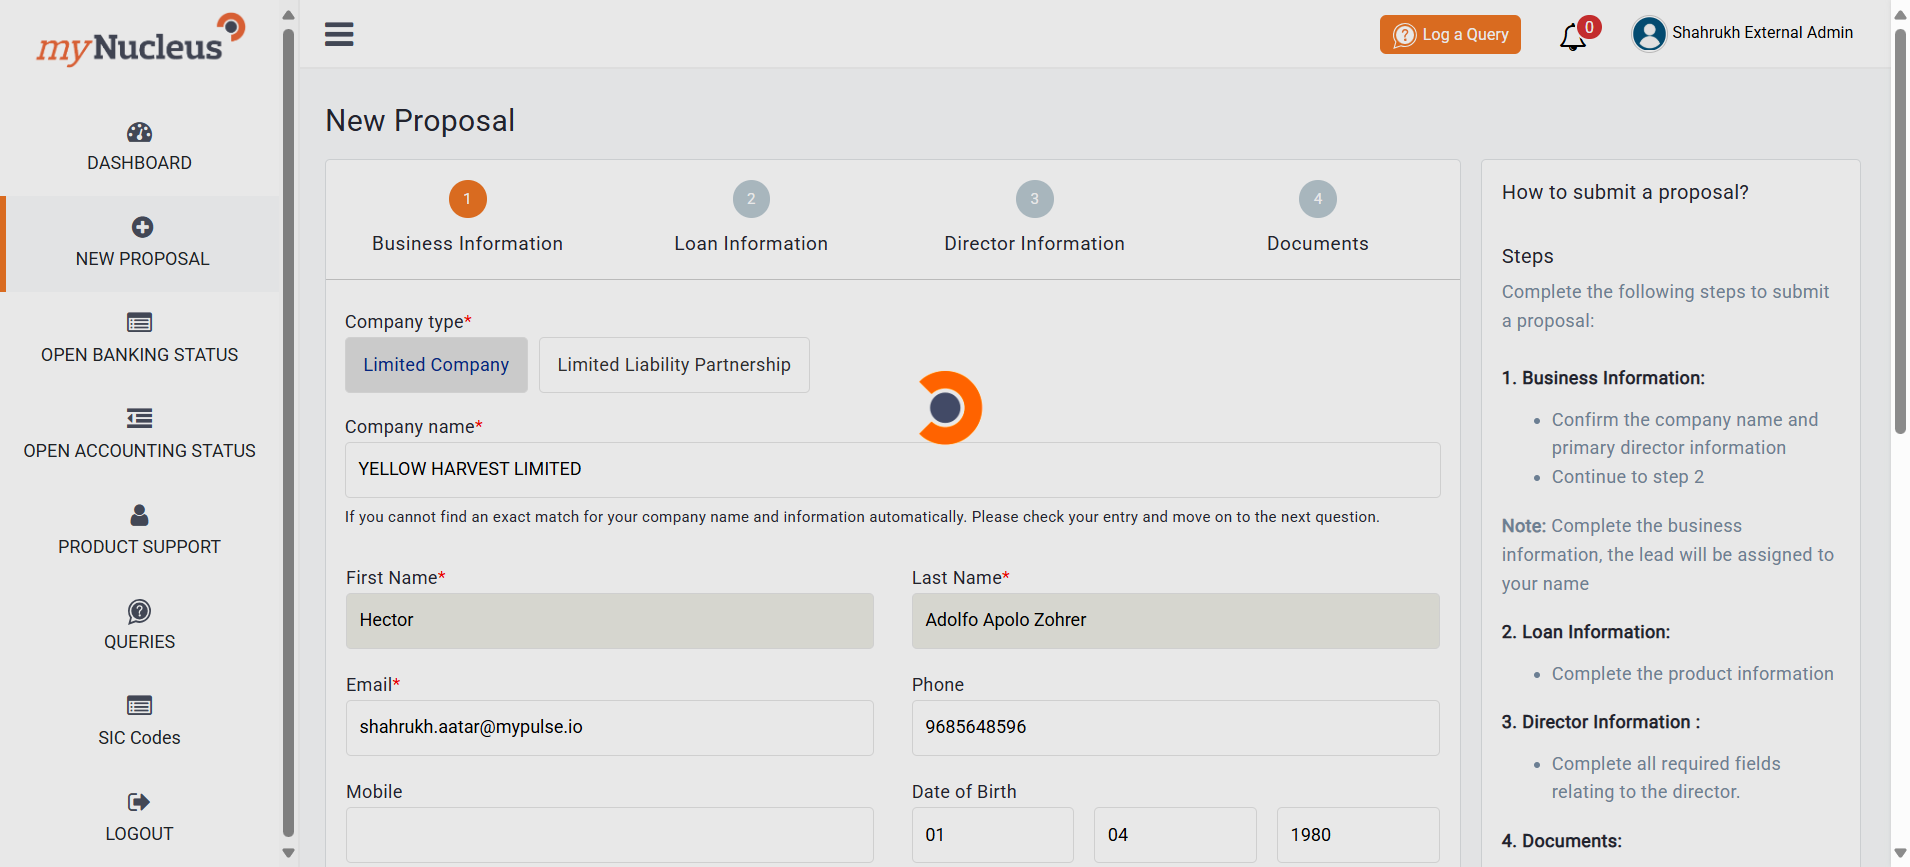 myNucleus
DASHBOARD
NEW PROPOSAL
OPEN BANKING STATUS
OPEN ACCOUNTING STATUS
PRODUCT SUPPORT
QUERIES
SIC Codes
LOGOUT
Log a Query
0
Shahrukh External Admin
New Proposal
1 2 3 4
Business Information Loan Information Director Information Documents
Company type*
Limited Company Limited Liability Partnership
Company name*
YELLOW HARVEST LIMITED
If you cannot find an exact match for your company name and information automatically. Please check your entry and move on to the next question.
First Name* Last Name*
Hector Adolfo Apolo Zohrer
Email* Phone
shahrukh.aatar@mypulse.io 9685648596
Mobile Date of Birth
01 04 1980
How to submit a proposal?
Steps
Complete the following steps to submit
a proposal:
1. Business Information:
• Confirm the company name and
primary director information
• Continue to step 2
Note: Complete the business
information, the lead will be assigned to
your name
2. Loan Information:
• Complete the product information
3. Director Information :
• Complete all required fields
relating to the director.
4. Documents: